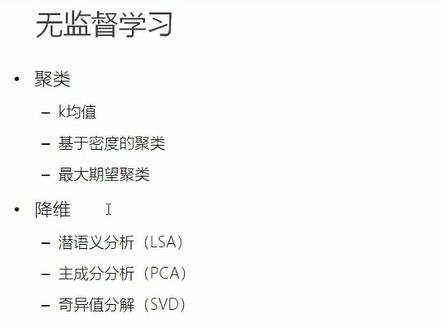 无监督学习
• 聚类
– k均值
– 基于密度的聚类
– 最大期望聚类
• 降维
– 潜语义分析（LSA）
– 主成分分析（PCA）
– 奇异值分解（SVD）